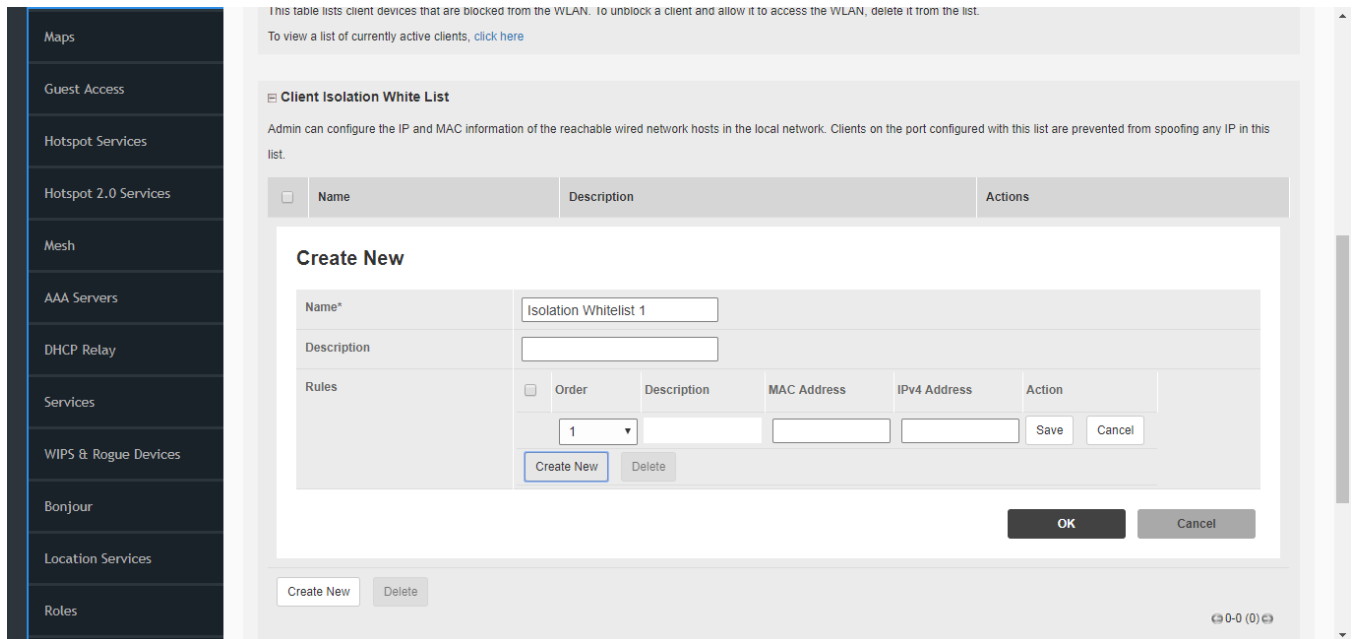 This table lists client devices that are blocked from the WLAN. To unblock a client and allow it to access the WLAN, delete it from the list.
To view a list of currently active clients, click here
Maps
Guest Access
Hotspot Services
Hotspot 2.0 Services
Mesh
AAA Servers
DHCP Relay
Services
WIPS & Rogue Devices
Bonjour
Location Services
Roles
Client Isolation White List
Admin can configure the IP and MAC information of the reachable wired network hosts in the local network. Clients on the port configured with this list are prevented from spoofing any IP in this
list.
Name Description Actions
Create New
Name* Isolation Whitelist 1
Description
Rules Order Description MAC Address IPv4 Address Action
1 Save Cancel
Create New Delete
OK Cancel
Create New Delete
0-0 (0)